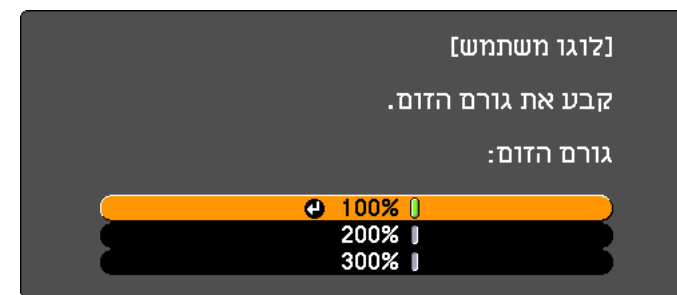 [לוגו משתמש]
קבע את גורם הזום.
גורם הזום:
100%
200%
300%